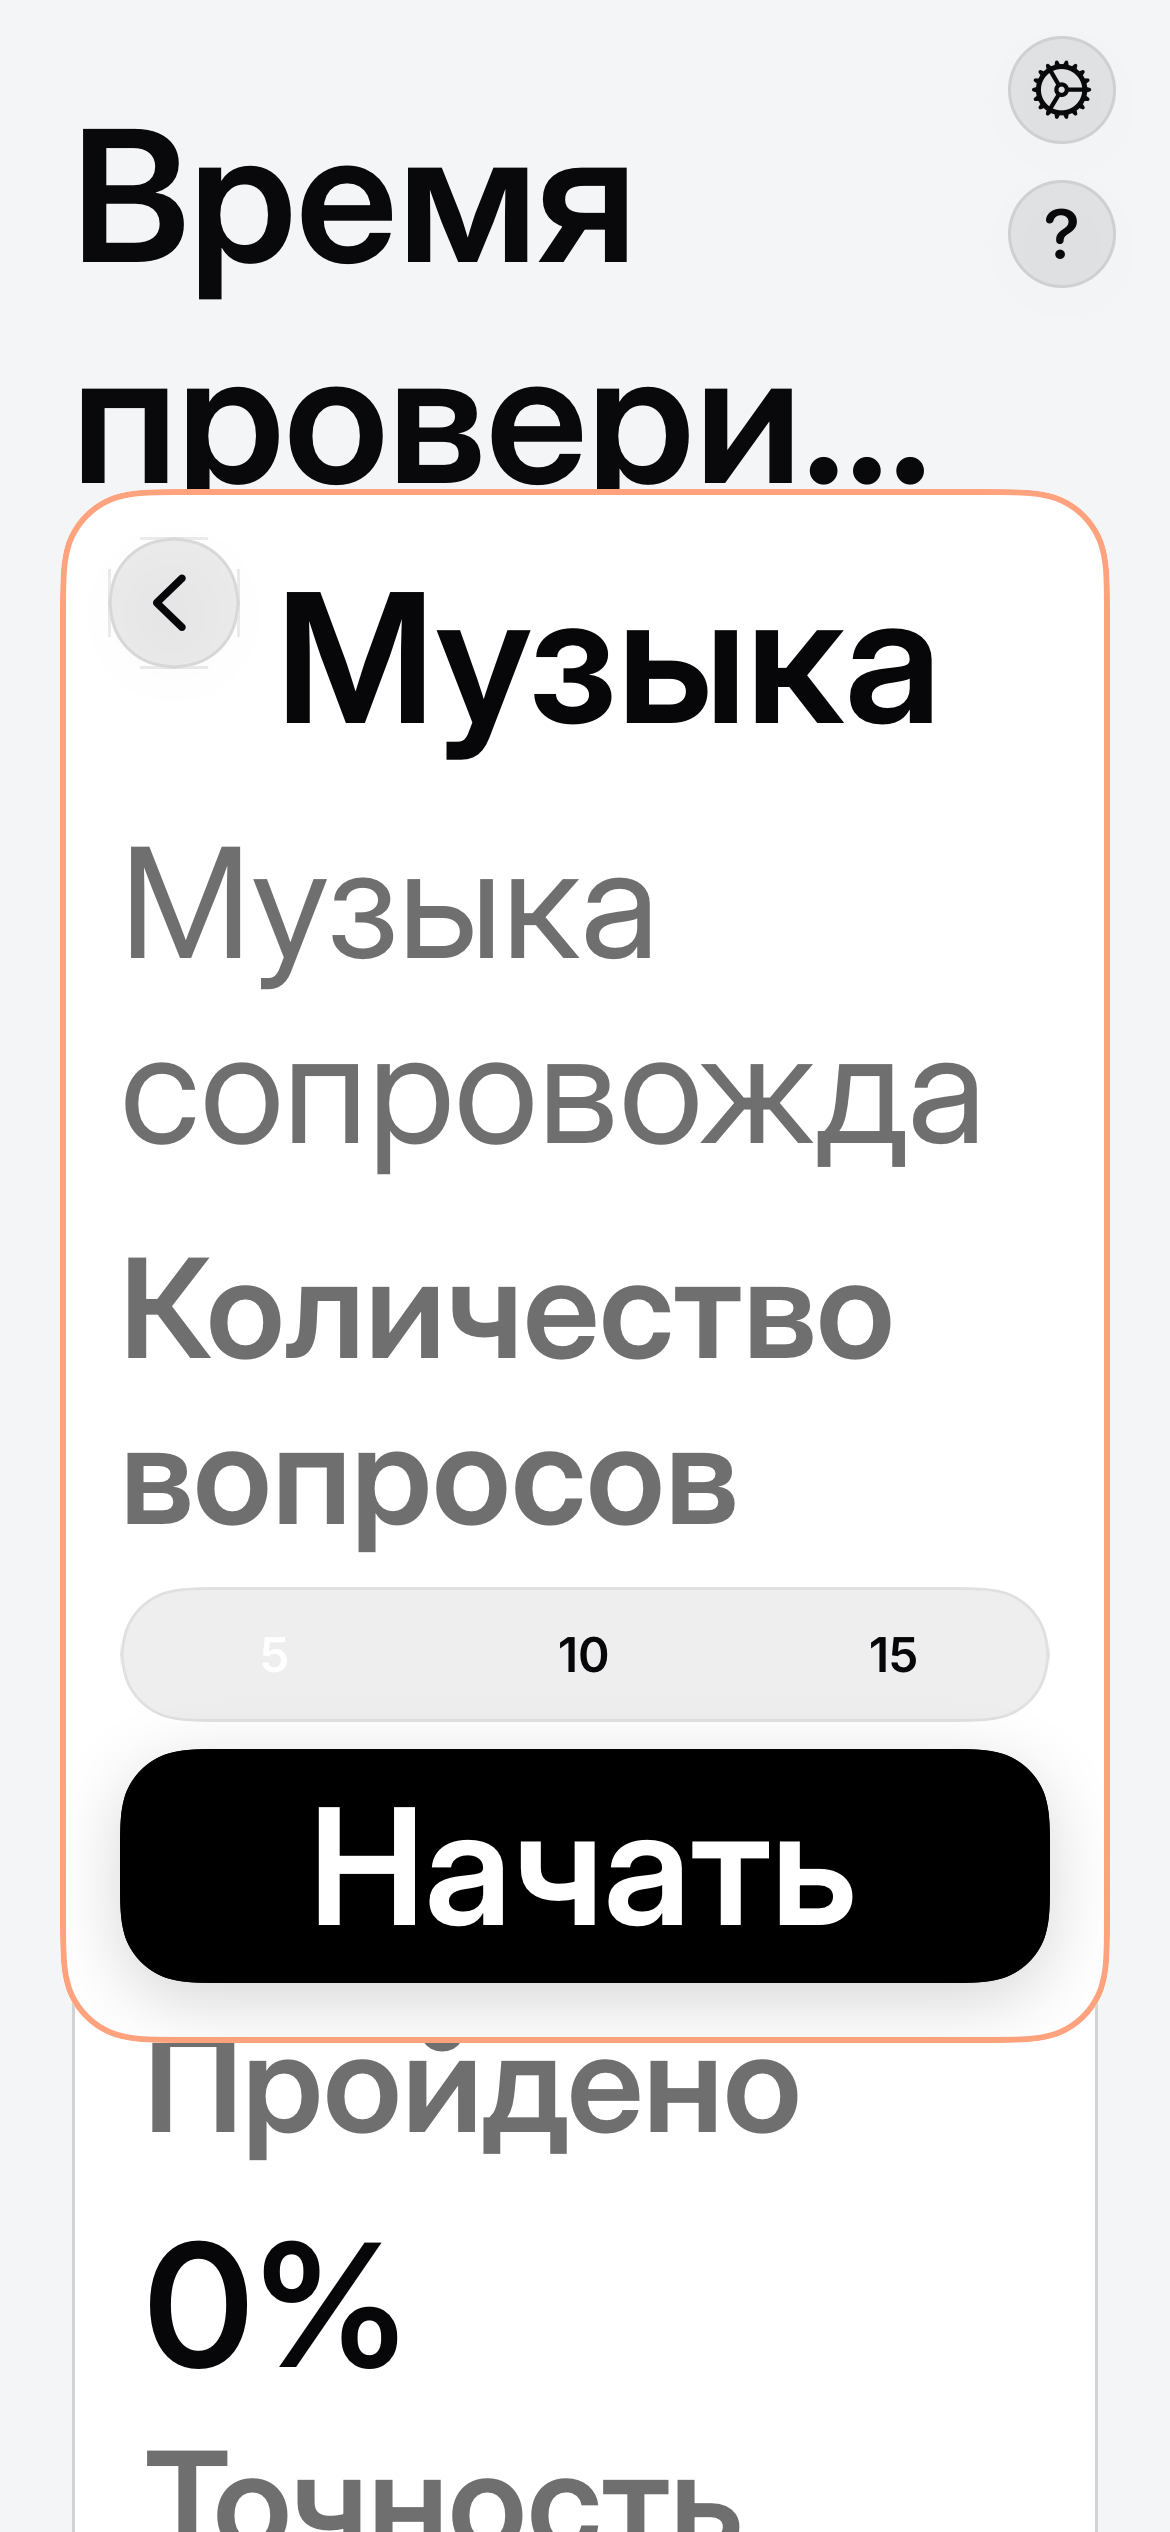 Время
?
провери...
Музыка
Музыка
сопровожда
Количество
вопросов
5 10 15
Начать
Пройдено
0%
Точность